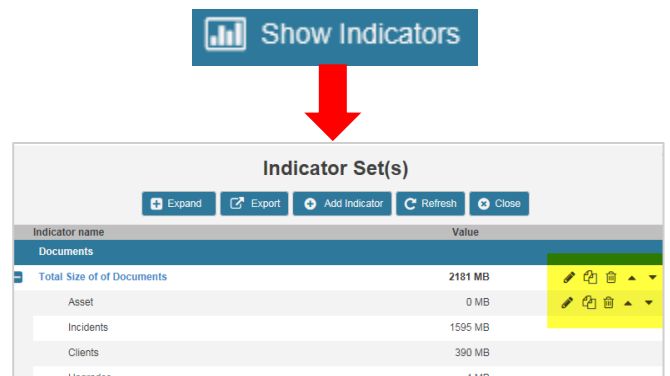 Show Indicators
Indicator Set(s)
Expand Export Add Indicator Refresh Close
Indicator name Value
Documents
Total Size of of Documents 2181 MB
Asset 0 MB
Incidents 1595 MB
Clients 390 MB